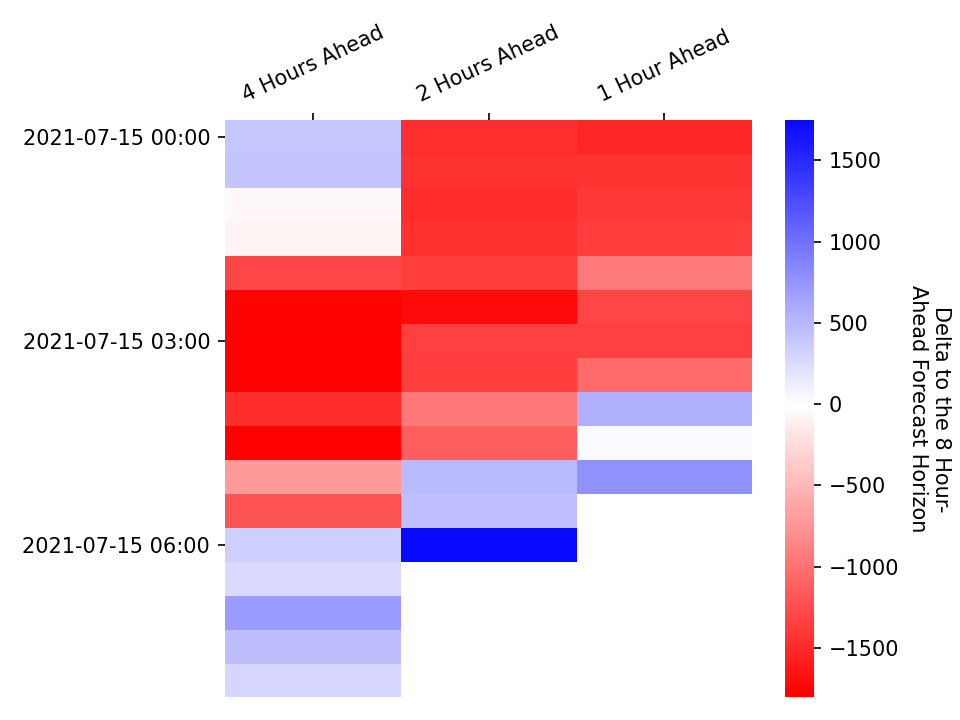 4 Hours Ahead
2 Hours Ahead
1 Hour Ahead
2021-07-15 00:00
2021-07-15 03:00
2021-07-15 06:00
1500
1000
500
0
−500
−1000
−1500
Delta to the 8 Hour-
Ahead Forecast Horizon